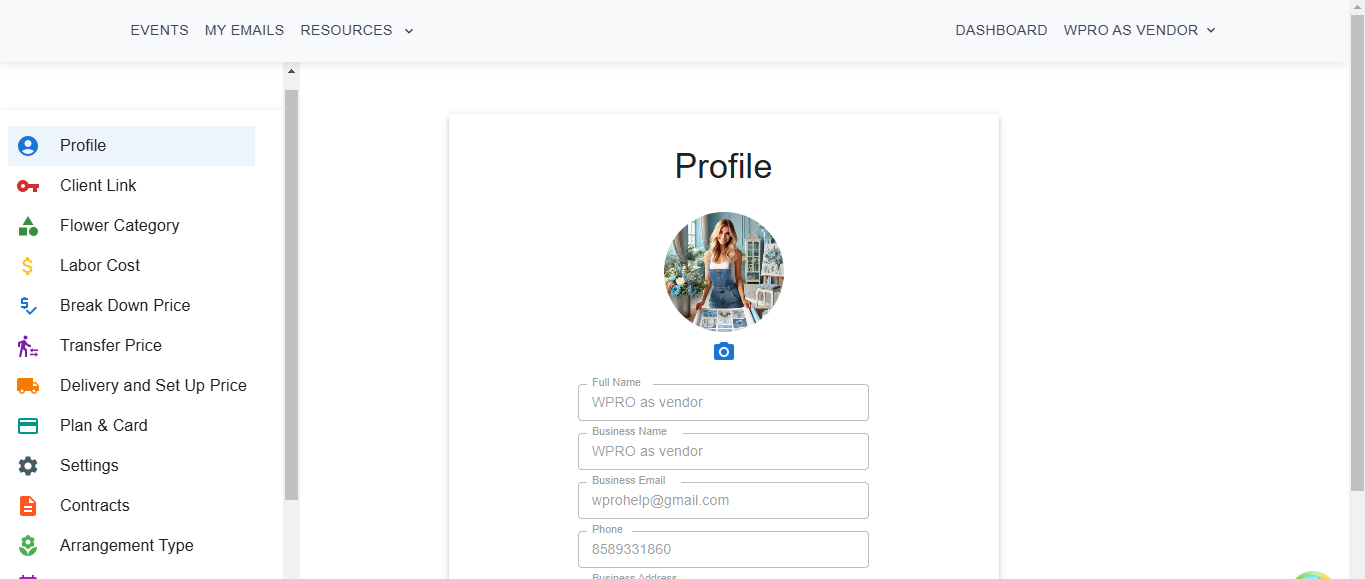 EVENTS MY EMAILS RESOURCES DASHBOARD WPRO AS VENDOR
Profile
Client Link
Flower Category
Labor Cost
Break Down Price
Transfer Price
Delivery and Set Up Price
Plan & Card
Settings
Contracts
Arrangement Type
Profile
Full Name
WPRO as vendor
Business Name
WPRO as vendor
Business Email
wprohelp@gmail.com
Phone
8589331860
Business Address